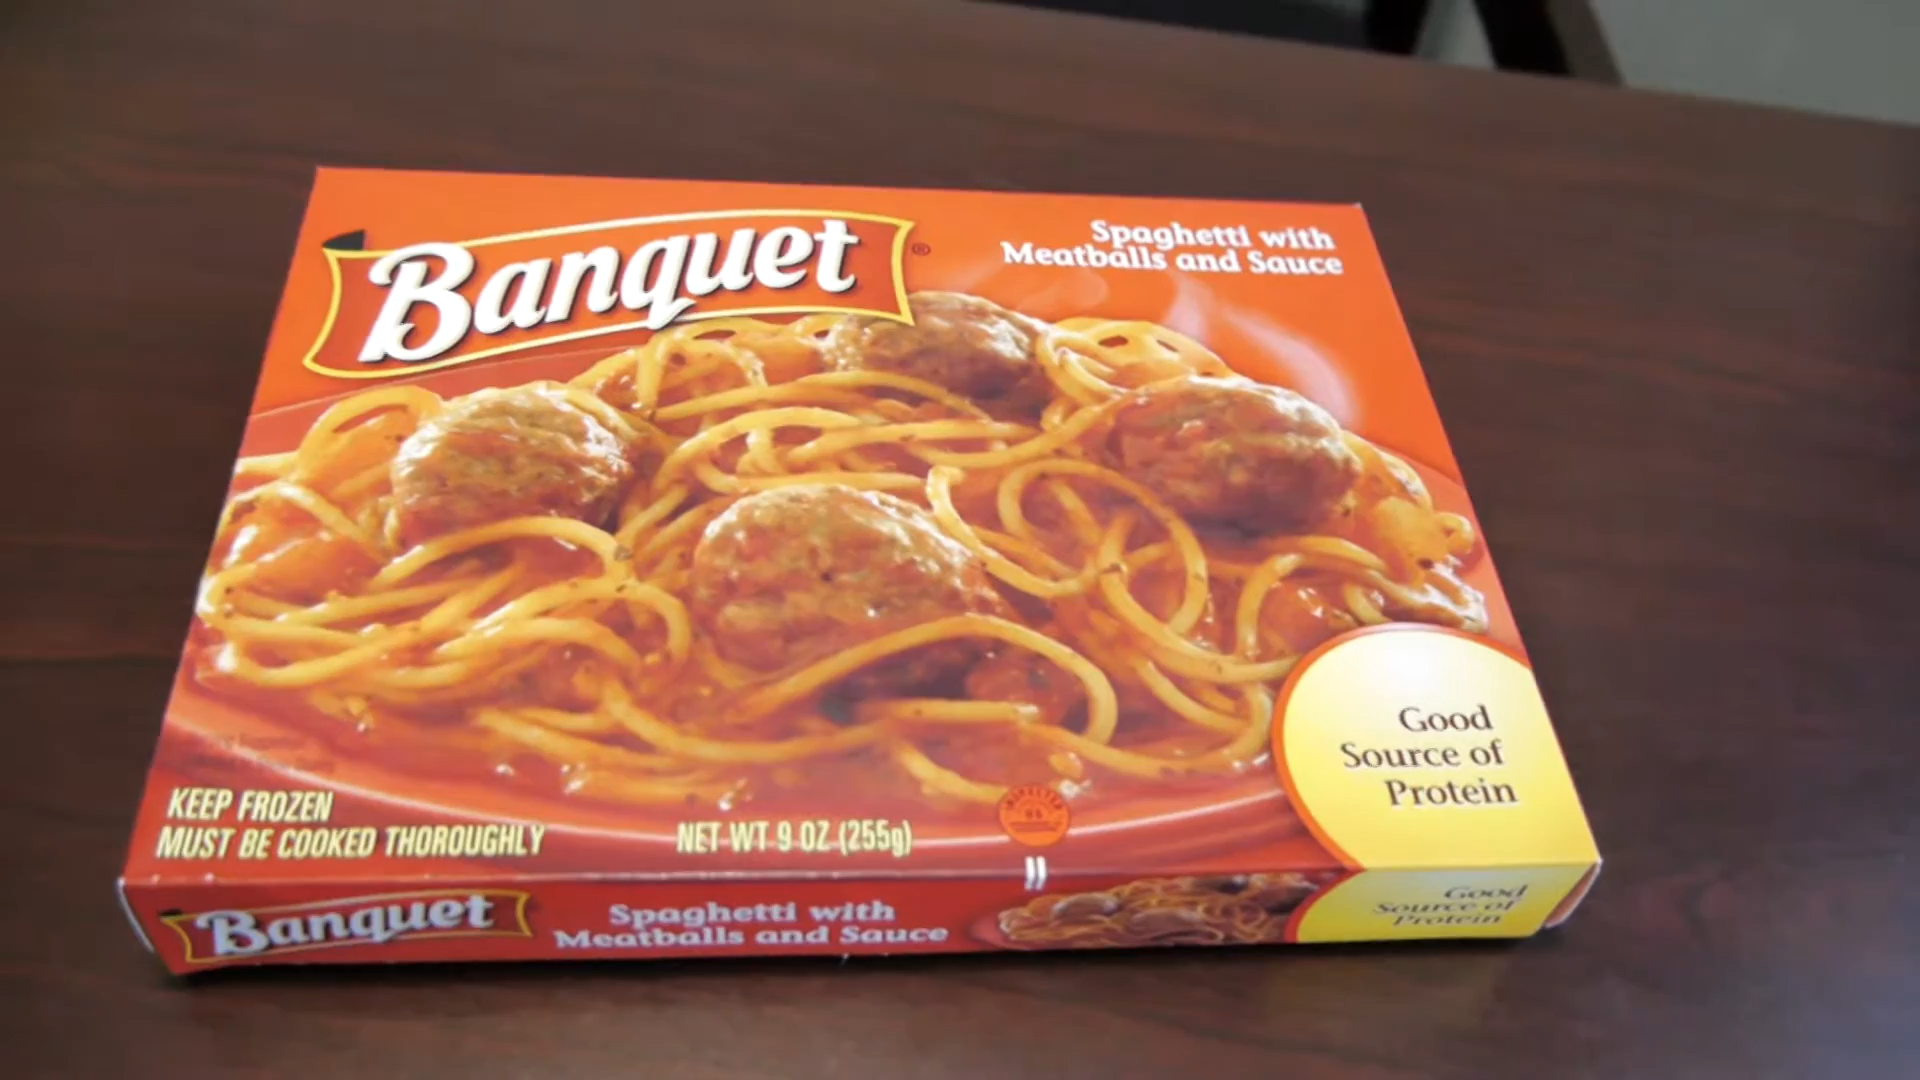 Banquet®
Spaghetti with
Meatballs and Sauce
Good
Source of
Protein
KEEP FROZEN
MUST BE COOKED THOROUGHLY
NET WT 9 OZ (255g)
Banquet
Spaghetti with
Meatballs and Sauce
Good
Source of
Protein